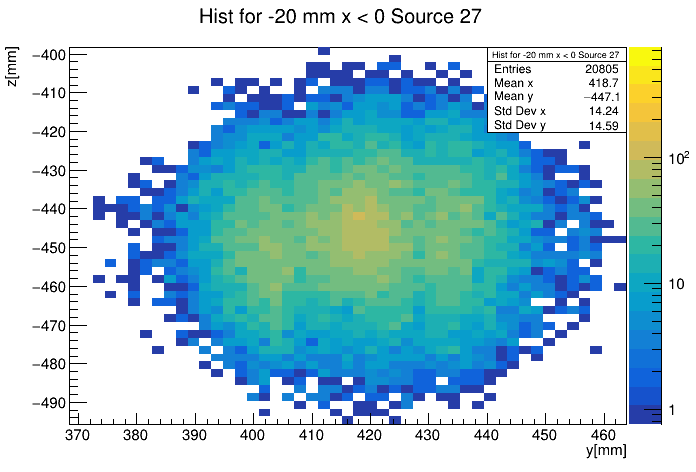 Hist for -20 mm x < 0 Source 27
z[mm]
Hist for -20 mm x < 0 Source 27
Entries 20805
Mean x 418.7
Mean y −447.1
Std Dev x 14.24
Std Dev y 14.59
−400
−410
−420
−430
−440
−450
−460
−470
−480
−490
10²
10
1
370 380 390 400 410 420 430 440 450 460
y[mm]